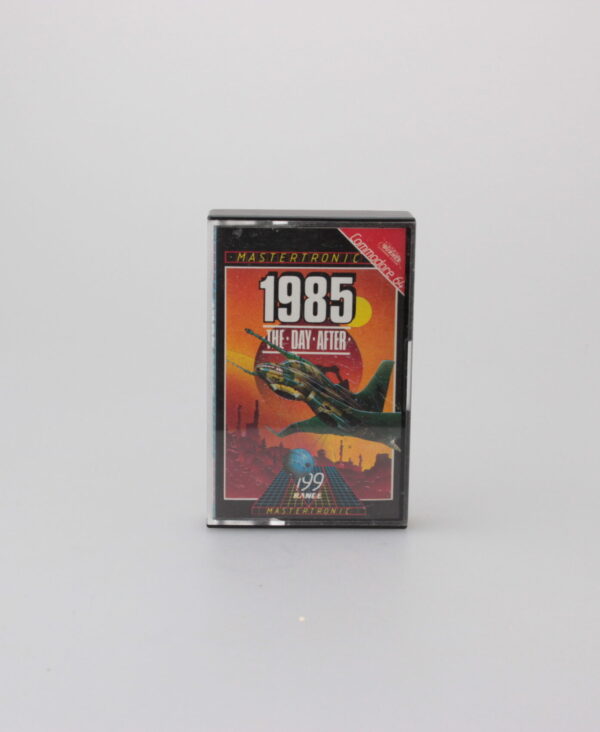 MASTERTRONIC
Commodore 64
1985
THE·DAY·AFTER·
199
RANGE
MASTERTRONIC